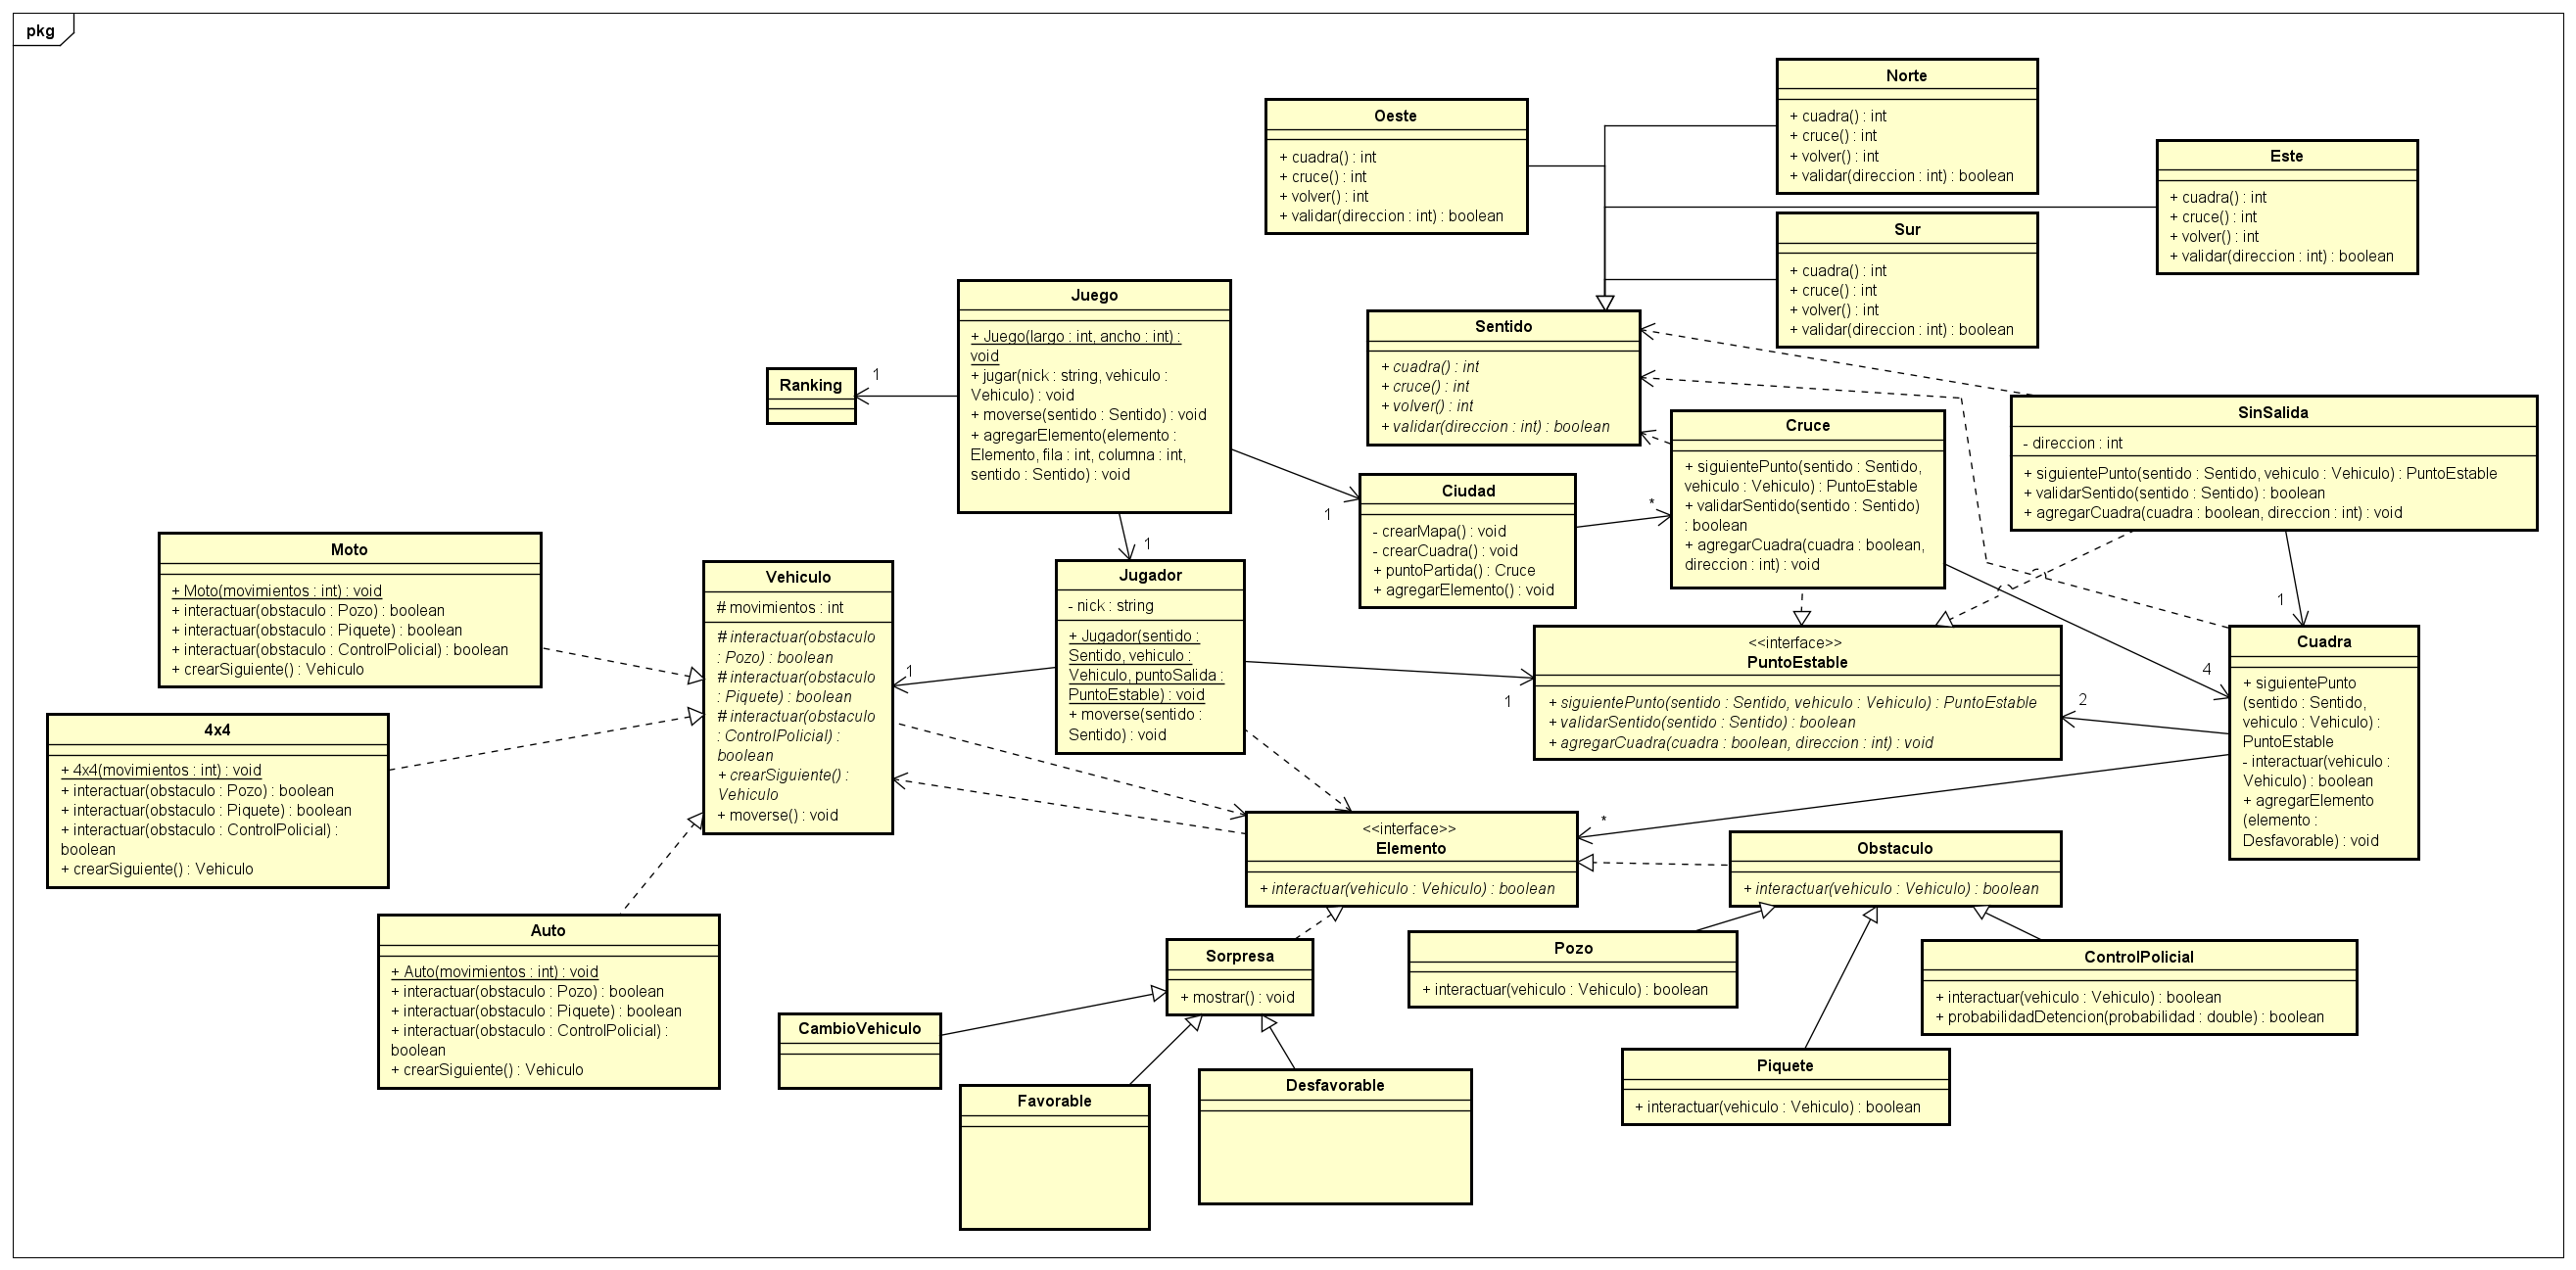 pkg
Norte
+ cuadra() : int
+ cruce() : int
+ volver() : int
+ validar(direccion : int) : boolean
Oeste
+ cuadra() : int
+ cruce() : int
+ volver() : int
+ validar(direccion : int) : boolean
Este
+ cuadra() : int
+ cruce() : int
+ volver() : int
+ validar(direccion : int) : boolean
Sur
+ cuadra() : int
+ cruce() : int
+ volver() : int
+ validar(direccion : int) : boolean
Juego
+ Juego(largo : int, ancho : int) :
void
+ jugar(nick : string, vehiculo :
Vehiculo) : void
+ moverse(sentido : Sentido) : void
+ agregarElemento(elemento :
Elemento, fila : int, columna : int,
sentido : Sentido) : void
Sentido
+ cuadra() : int
+ cruce() : int
+ volver() : int
+ validar(direccion : int) : boolean
Ranking
1
Cruce
+ siguientePunto(sentido : Sentido,
vehiculo : Vehiculo) : PuntoEstable
+ validarSentido(sentido : Sentido)
: boolean
+ agregarCuadra(cuadra : boolean,
direccion : int) : void
SinSalida
- direccion : int
+ siguientePunto(sentido : Sentido, vehiculo : Vehiculo) : PuntoEstable
+ validarSentido(sentido : Sentido) : boolean
+ agregarCuadra(cuadra : boolean, direccion : int) : void
Ciudad
- crearMapa() : void
- crearCuadra() : void
+ puntoPartida() : Cruce
+ agregarElemento() : void
1
*
1
Moto
+ Moto(movimientos : int) : void
+ interactuar(obstaculo : Pozo) : boolean
+ interactuar(obstaculo : Piquete) : boolean
+ interactuar(obstaculo : ControlPolicial) : boolean
+ crearSiguiente() : Vehiculo
Vehiculo
# movimientos : int
# interactuar(obstaculo
: Pozo) : boolean
# interactuar(obstaculo
: Piquete) : boolean
# interactuar(obstaculo
: ControlPolicial) :
boolean
+ crearSiguiente() :
Vehiculo
+ moverse() : void
1
Jugador
- nick : string
+ Jugador(sentido :
Sentido, vehiculo :
Vehiculo, puntoSalida :
PuntoEstable) : void
+ moverse(sentido :
Sentido) : void
1
<<interface>>
PuntoEstable
+ siguientePunto(sentido : Sentido, vehiculo : Vehiculo) : PuntoEstable
+ validarSentido(sentido : Sentido) : boolean
+ agregarCuadra(cuadra : boolean, direccion : int) : void
1
4
2
Cuadra
+ siguientePunto
(sentido : Sentido,
vehiculo : Vehiculo) :
PuntoEstable
- interactuar(vehiculo :
Vehiculo) : boolean
+ agregarElemento
(elemento :
Desfavorable) : void
4x4
+ 4x4(movimientos : int) : void
+ interactuar(obstaculo : Pozo) : boolean
+ interactuar(obstaculo : Piquete) : boolean
+ interactuar(obstaculo : ControlPolicial) :
boolean
+ crearSiguiente() : Vehiculo
*
<<interface>>
Elemento
+ interactuar(vehiculo : Vehiculo) : boolean
Obstaculo
+ interactuar(vehiculo : Vehiculo) : boolean
Auto
+ Auto(movimientos : int) : void
+ interactuar(obstaculo : Pozo) : boolean
+ interactuar(obstaculo : Piquete) : boolean
+ interactuar(obstaculo : ControlPolicial) :
boolean
+ crearSiguiente() : Vehiculo
Sorpresa
+ mostrar() : void
Pozo
+ interactuar(vehiculo : Vehiculo) : boolean
ControlPolicial
+ interactuar(vehiculo : Vehiculo) : boolean
+ probabilidadDetencion(probabilidad : double) : boolean
CambioVehiculo
Piquete
+ interactuar(vehiculo : Vehiculo) : boolean
Favorable
Desfavorable